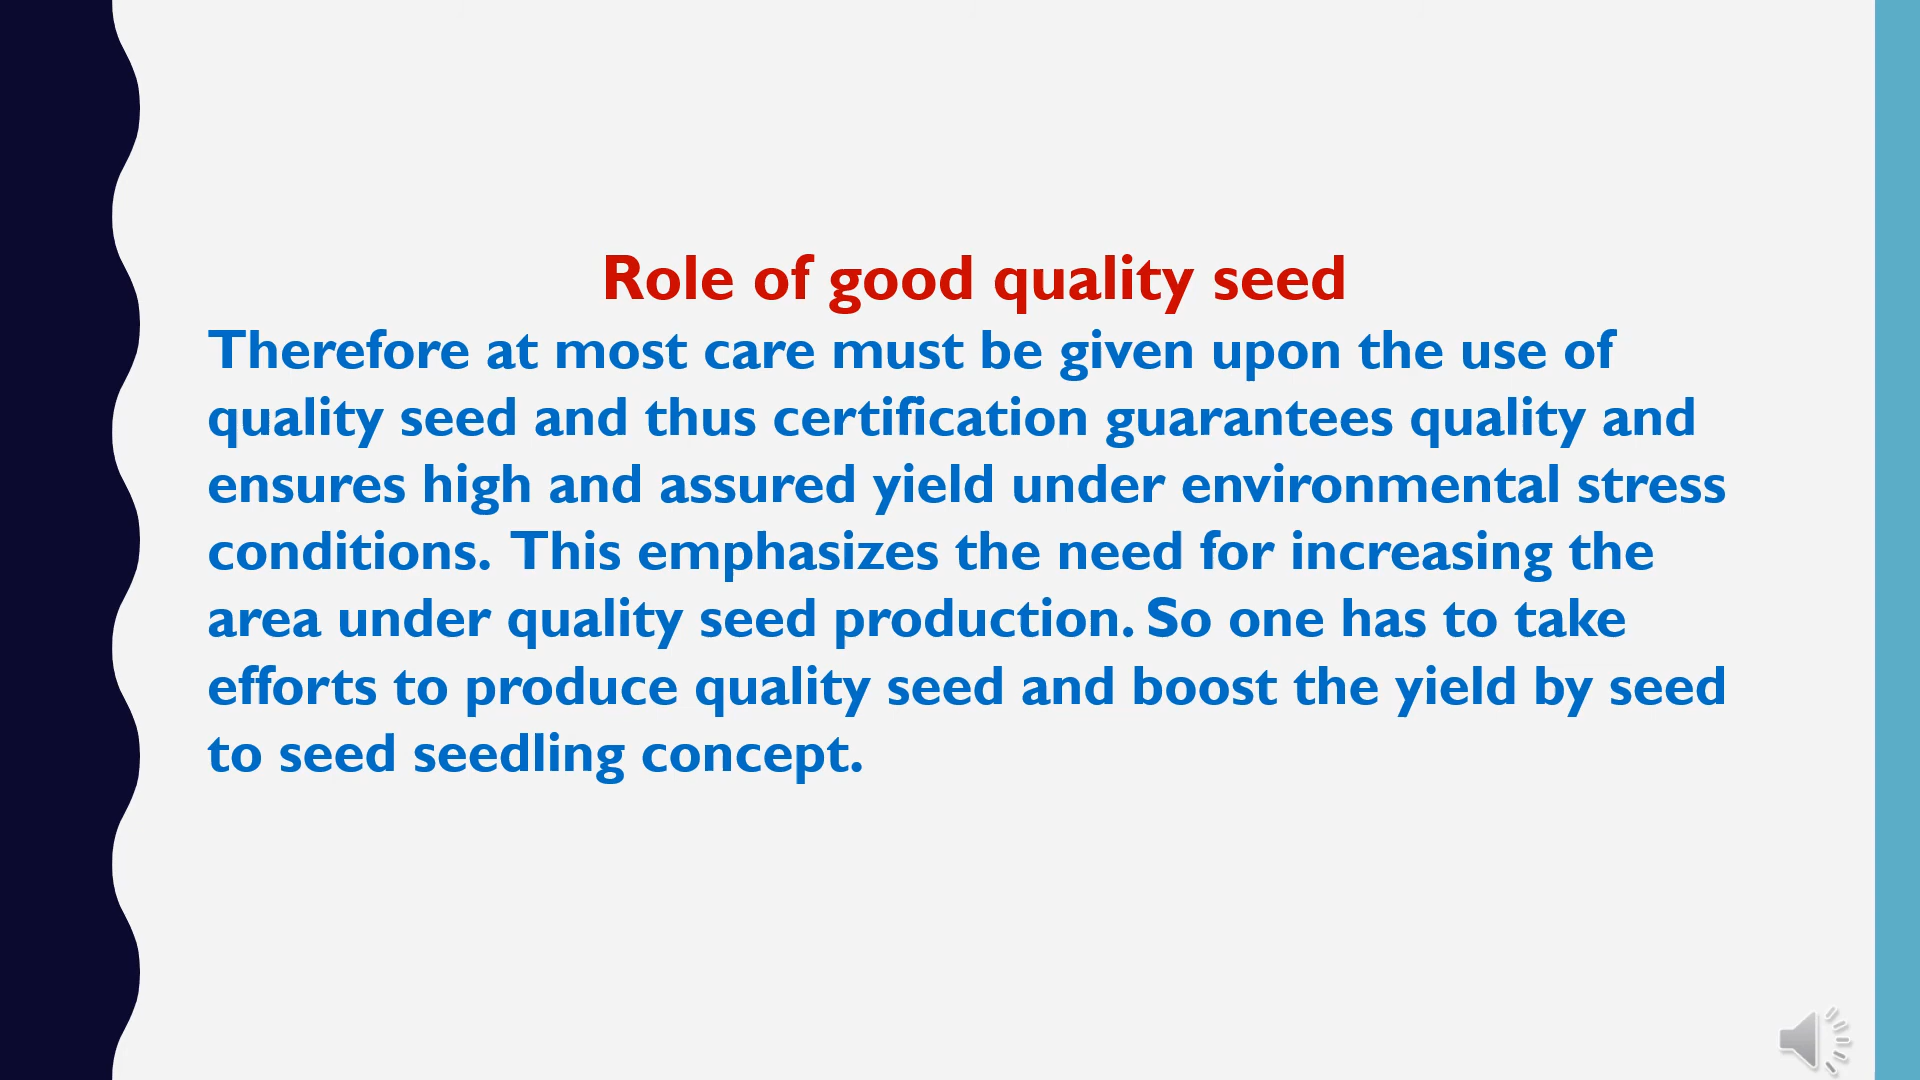 Role of good quality seed
Therefore at most care must be given upon the use of
quality seed and thus certification guarantees quality and
ensures high and assured yield under environmental stress
conditions.  This emphasizes the need for increasing the
area under quality seed production. So one has to take
efforts to produce quality seed and boost the yield by seed
to seed seedling concept.